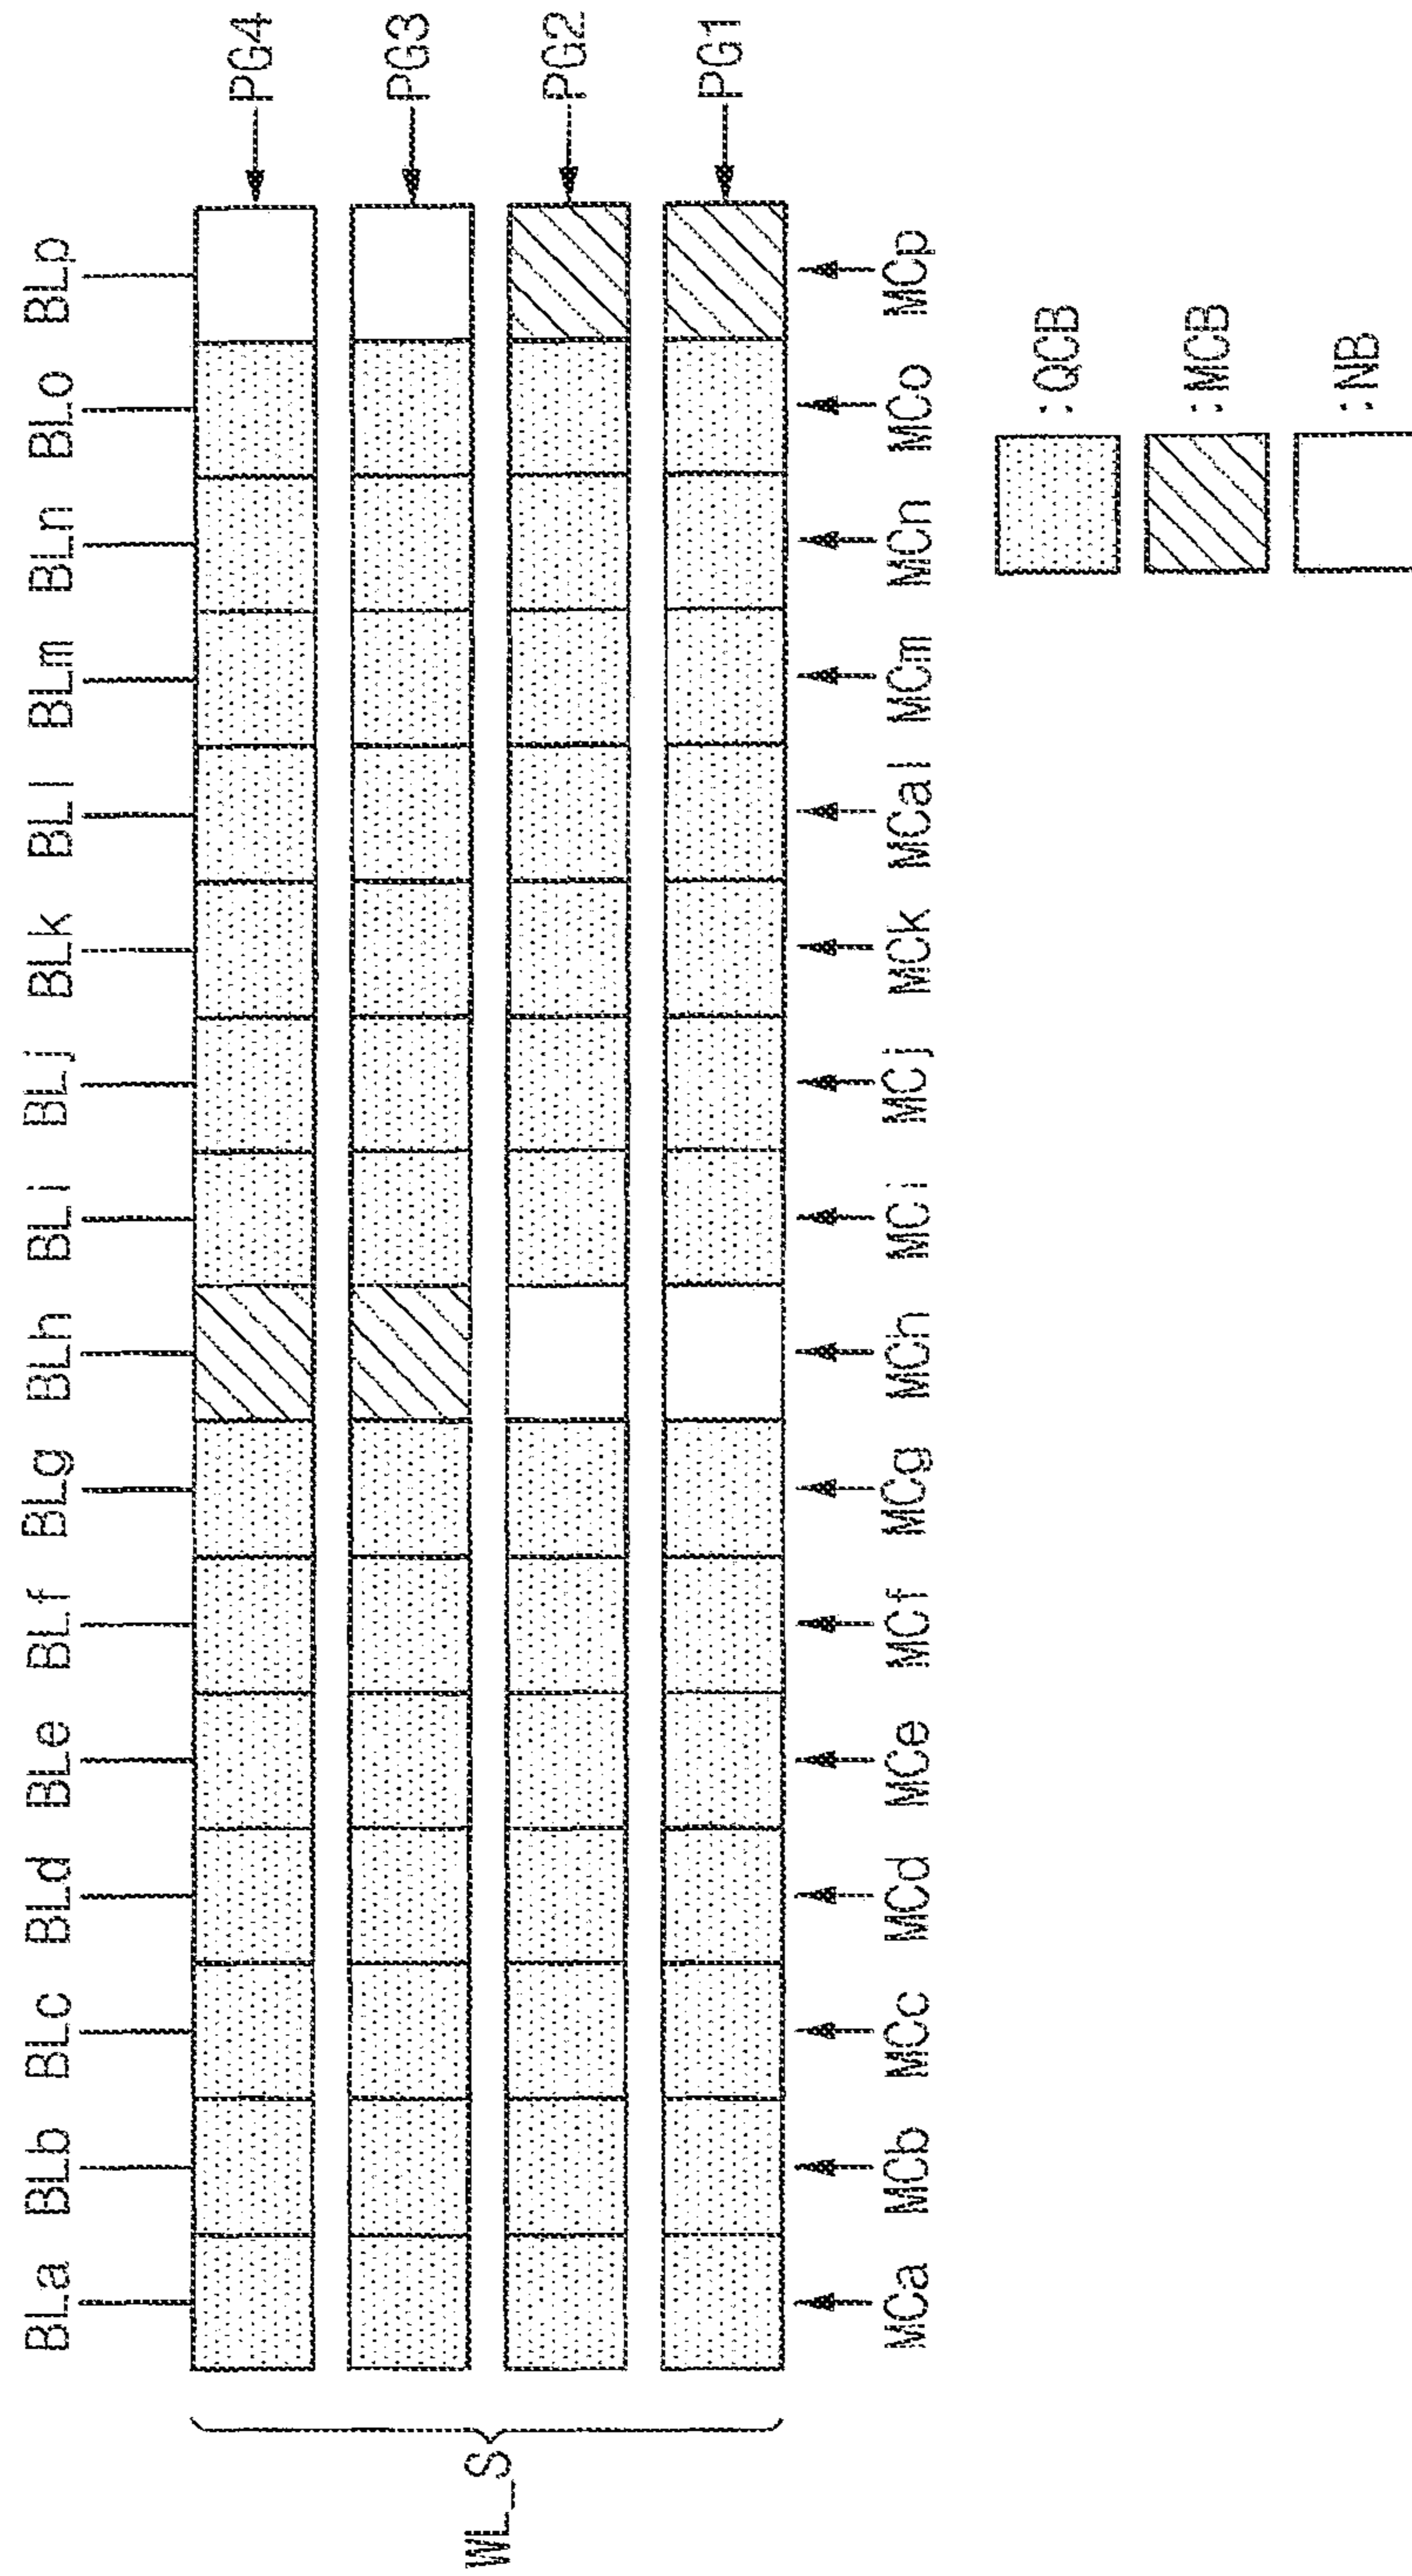 BLa BLb BLc BLd BLe BLf BLg BLh BLi BLj BLk BLl BLm BLn BLo BLp
PG4
PG3
WL_S
PG2
PG1
MCa MCb MCc MCd MCe MCf MCg MCh MCi MCj MCk MCal MCm MCn MCo MCp
:QCB
:MCB
:NB